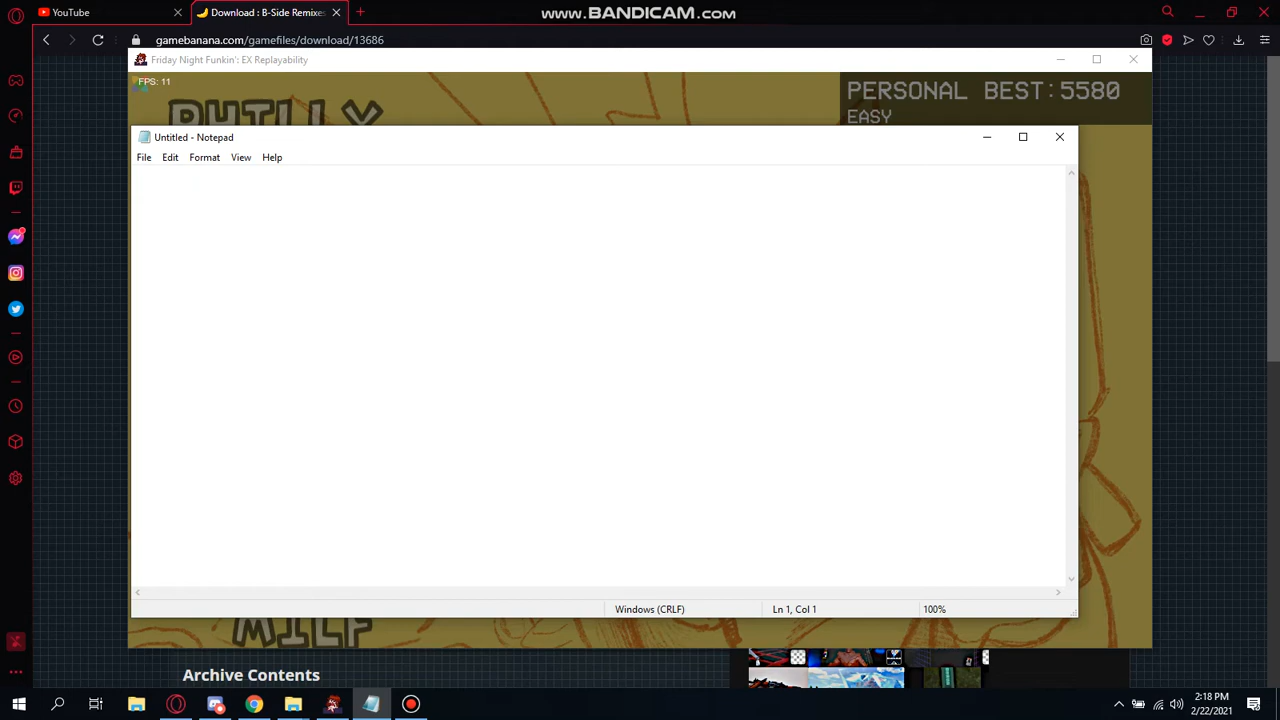 YouTube
Download : B-Side Remixes
www.BANDICAM.com
gamebanana.com/gamefiles/download/13686
Friday Night Funkin': EX Replayability
FPS: 11
PERSONAL BEST:5580
EASY
PHILLY
Untitled - Notepad
File Edit Format View Help
Windows (CRLF) Ln 1, Col 1 100%
MILF
Archive Contents
2:18 PM
2/22/2021